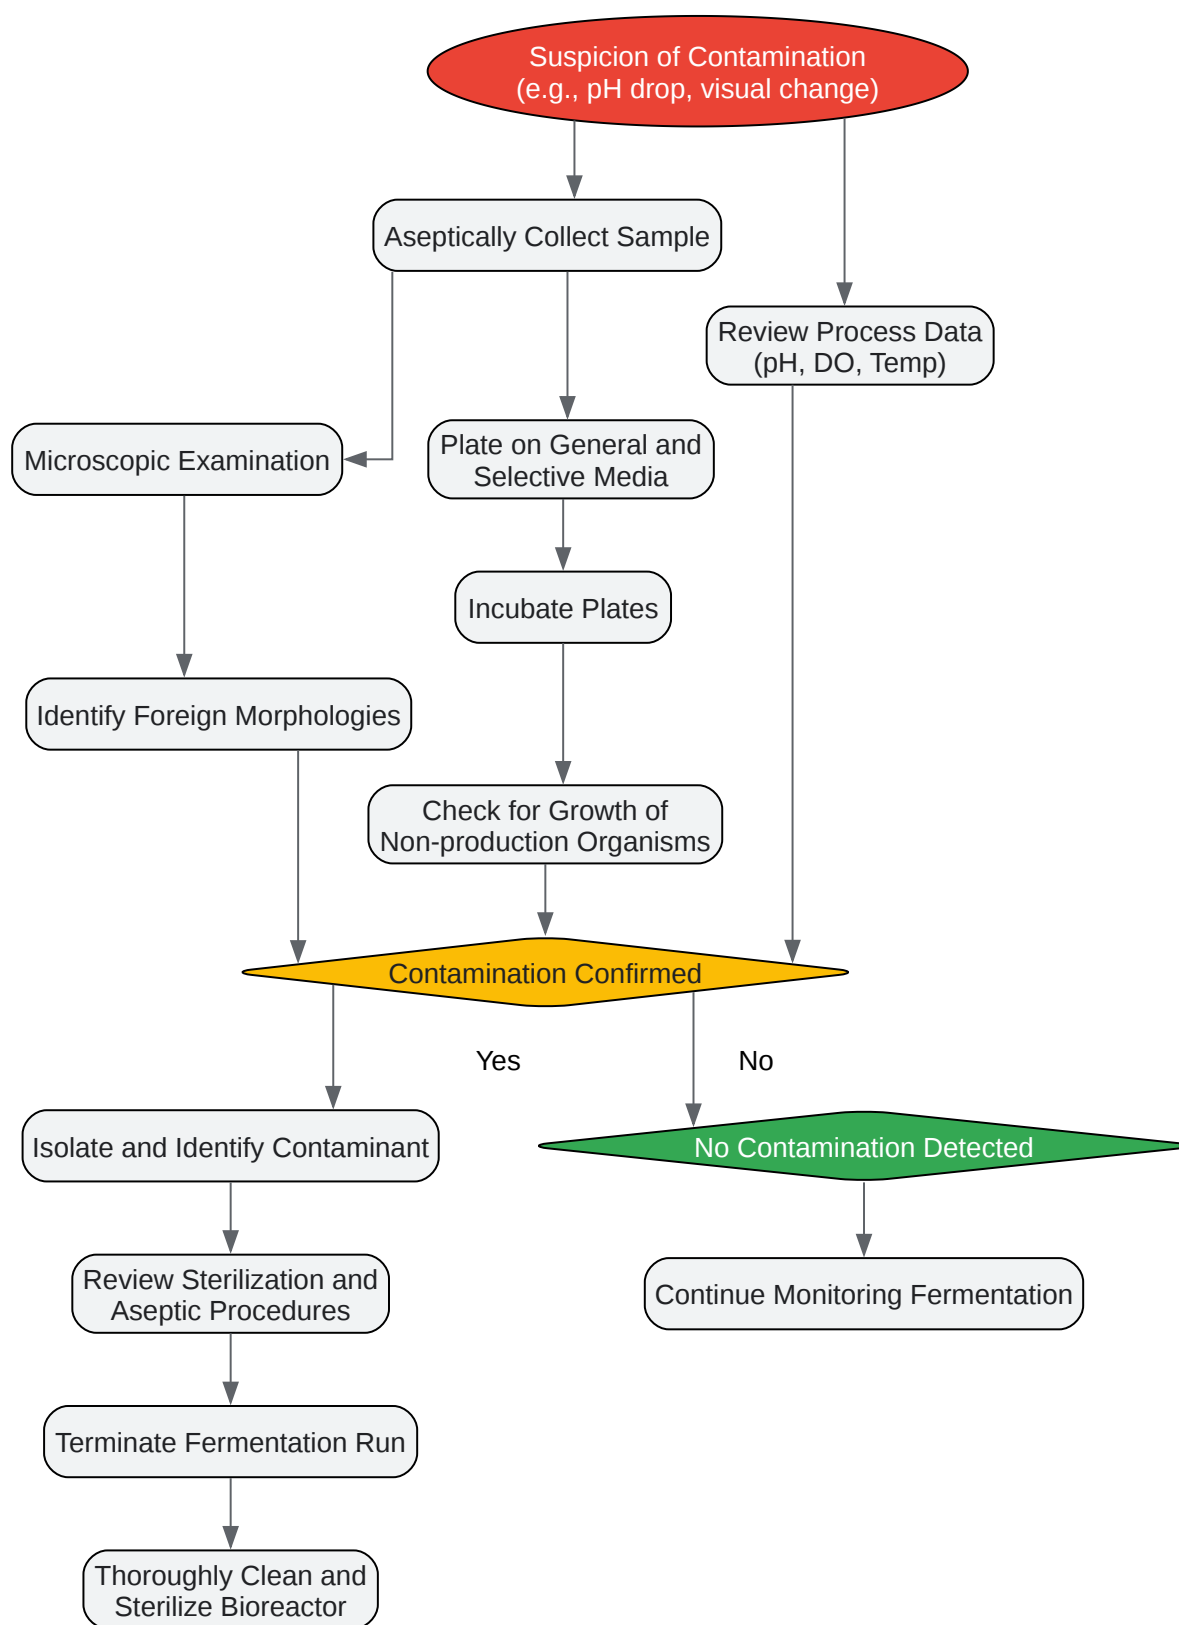 Suspicion of Contamination
(e.g., pH drop, visual change)
Aseptically Collect Sample
Review Process Data
(pH, DO, Temp)
Microscopic Examination
Plate on General and
Selective Media
Incubate Plates
Identify Foreign Morphologies
Check for Growth of
Non-production Organisms
Contamination Confirmed
Yes
No
Isolate and Identify Contaminant
No Contamination Detected
Review Sterilization and
Aseptic Procedures
Continue Monitoring Fermentation
Terminate Fermentation Run
Thoroughly Clean and
Sterilize Bioreactor